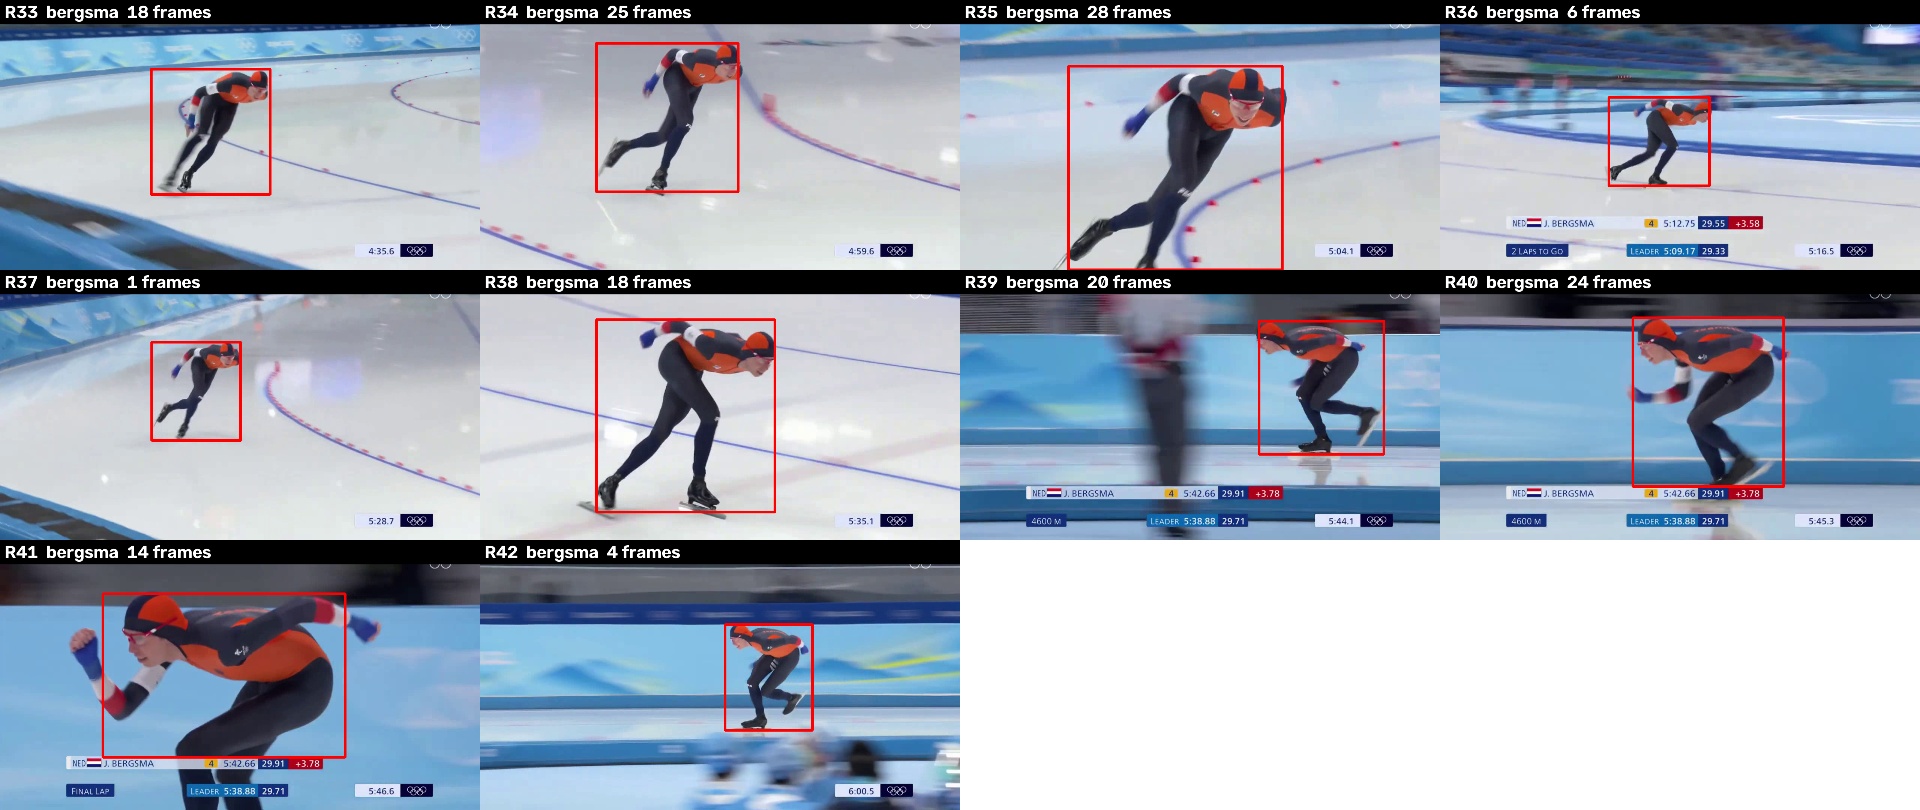 R33 bergsma 18 frames
R34 bergsma 25 frames
R35 bergsma 28 frames
R36 bergsma 6 frames
4:35.6
4:59.6
5:04.1
NED J. BERGSMA 4 5:12.75 29.55 +3.58
2 LAPS TO GO LEADER 5:09.17 29.33 5:16.5
R37 bergsma 1 frames
R38 bergsma 18 frames
R39 bergsma 20 frames
R40 bergsma 24 frames
5:28.7
5:35.1
NED J. BERGSMA 4 5:42.66 29.91 +3.78
4600 M LEADER 5:38.88 29.71 5:44.1
NED J. BERGSMA 4 5:42.66 29.91 +3.78
4600 M LEADER 5:38.88 29.71 5:45.3
R41 bergsma 14 frames
R42 bergsma 4 frames
NED J. BERGSMA 4 5:42.66 29.91 +3.78
FINAL LAP LEADER 5:38.88 29.71 5:46.6
6:00.5